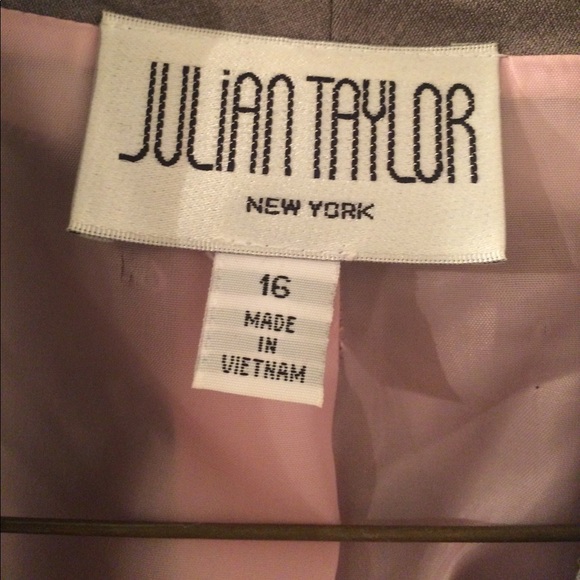 JULiAN TAYLOR
NEW YORK
16
MADE
IN
VIETNAM